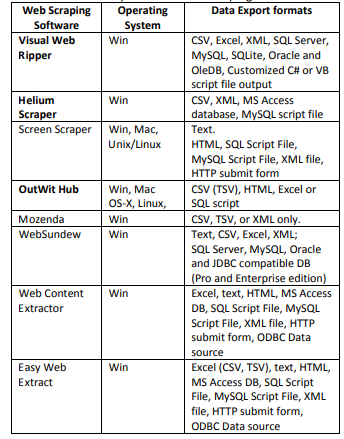 Web Scraping Software Operating System Data Export formats
Visual Web Ripper Win CSV, Excel, XML, SQL Server,
MySQL, SQLite, Oracle and
OleDB, Customized C# or VB
script file output
Helium Scraper Win CSV, XML, MS Access
database, MySQL script file
Screen Scraper Win, Mac, Unix/Linux Text.
HTML, SQL Script File,
MySQL Script File, XML file,
HTTP submit form
OutWit Hub Win, Mac OS-X, Linux, CSV (TSV), HTML, Excel or
SQL script
Mozenda Win CSV, TSV, or XML only.
WebSundew Win Text, CSV, Excel, XML;
SQL Server, MySQL, Oracle
and JDBC compatible DB
(Pro and Enterprise edition)
Web Content Extractor Win Excel, text, HTML, MS Access
DB, SQL Script File, MySQL
Script File, XML file, HTTP
submit form, ODBC Data
source
Easy Web Extract Win Excel (CSV, TSV), text, HTML,
MS Access DB, SQL Script
File, MySQL Script File, XML
file, HTTP submit form,
ODBC Data source